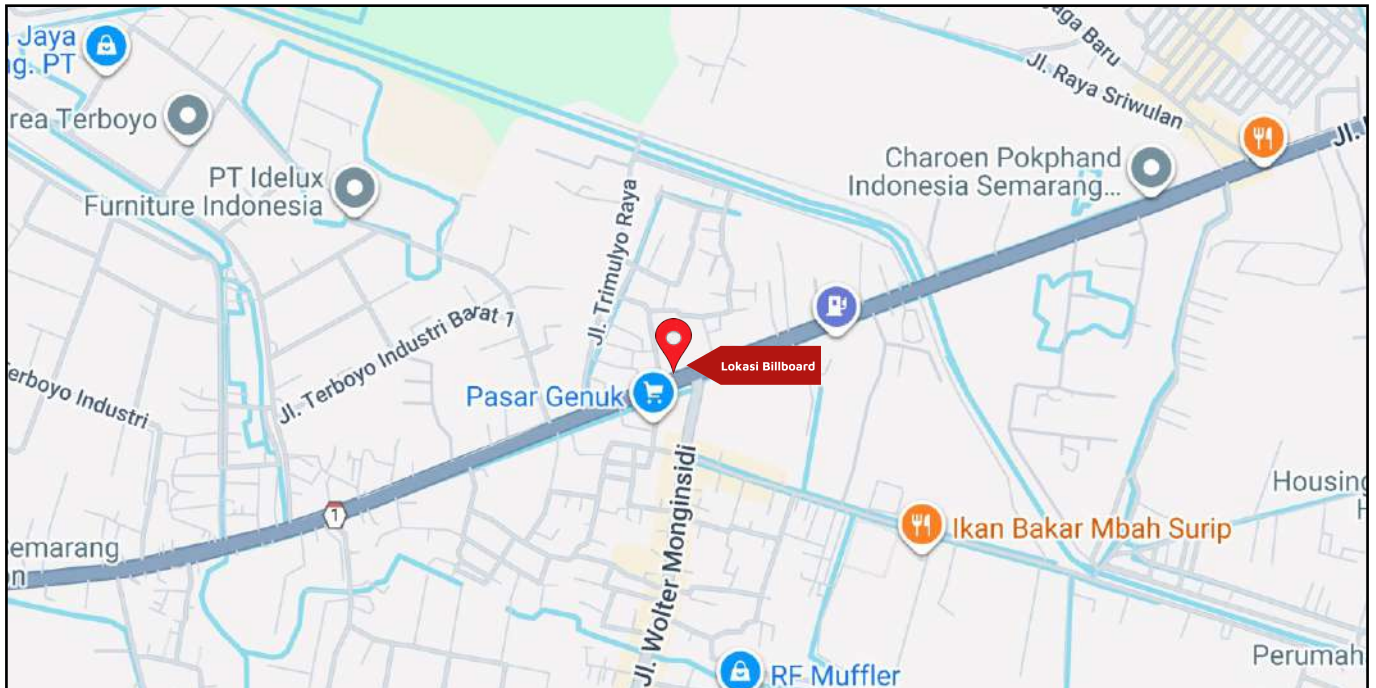 Jaya
g. PT
rea Terboyo
PT Idelux
Furniture Indonesia
aga Baru
Jl. Raya Sriwulan
Charoen Pokphand
Indonesia Semarang...
Jl.
Jl. Trimulyo Raya
Jl. Terboyo Industri Barat 1
erboyo Industri
Lokasi Billboard
Pasar Genuk
1
emarang
on
Jl. Wolter Monginsidi
Ikan Bakar Mbah Surip
Housing
H
Perumah
RF Muffler